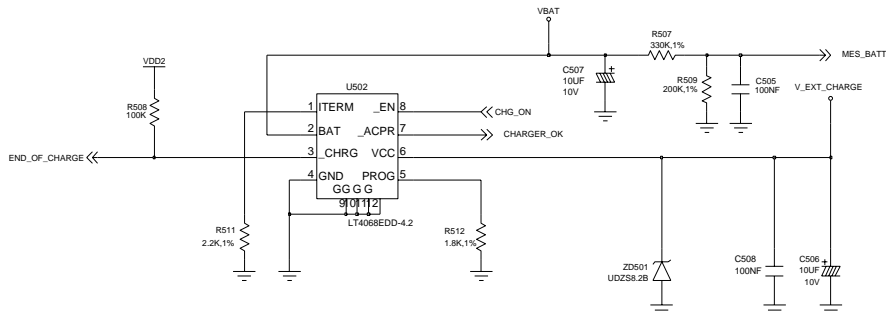 VBAT
R507
330K,1%
MES_BATT
VDD2
C507
10UF
10V
R509
200K,1%
C505
100NF
V_EXT_CHARGE
U502
R508
100K
1 ITERM _EN 8
CHG_ON
2 BAT _ACPR 7
CHARGER_OK
END_OF_CHARGE
3 _CHRG VCC 6
4 GND PROG 5
GG G G
9 10 11 12
LT4068EDD-4.2
R511
2.2K,1%
R512
1.8K,1%
ZD501
UDZS8.2B
C508
100NF
C506
10UF
10V